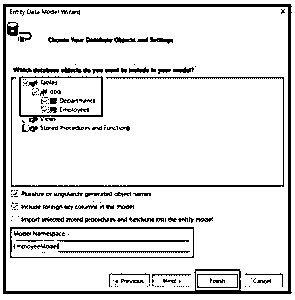 Entity Data Model Wizard
Choose Your Database Objects and Settings
Which database objects do you want to include in your model?
Tables
dbo
Departments
Employees
Views
Stored Procedures and Functions
Pluralize or singularize generated object names
Include foreign key columns in the model
Import selected stored procedures and functions into the entity model
Model Namespace
EmployeeModel
< Previous
Next >
Finish
Cancel